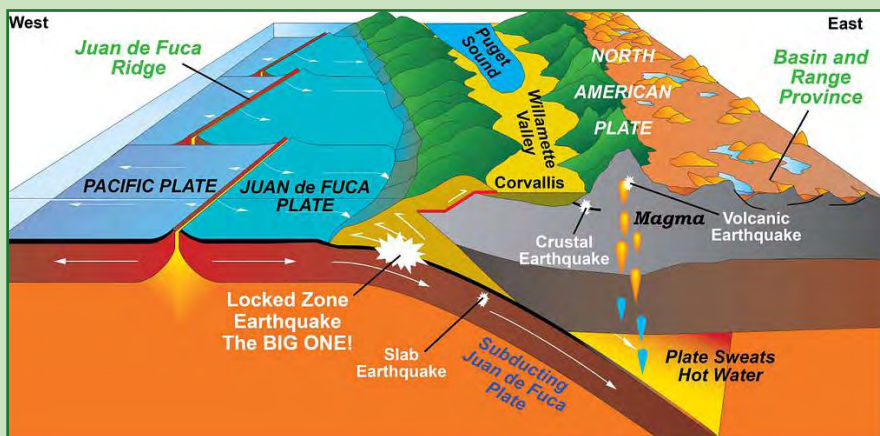 West
East
Juan de Fuca
Ridge
Puget
Sound
Willamette
Valley
NORTH
AMERICAN
PLATE
Basin and
Range
Province
PACIFIC PLATE
JUAN de FUCA
PLATE
Corvallis
Crustal
Earthquake
Magma
Volcanic
Earthquake
Locked Zone
Earthquake
The BIG ONE!
Slab
Earthquake
Subducting
Juan de Fuca
Plate
Plate Sweats
Hot Water